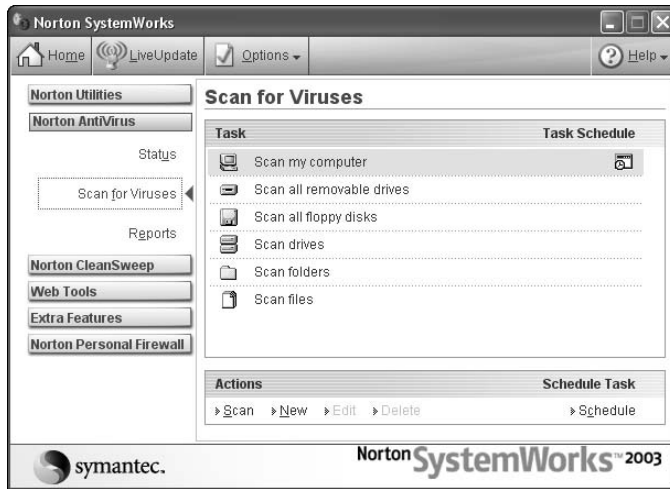 Norton SystemWorks
Home LiveUpdate Options Help
Norton Utilities
Norton AntiVirus
Status
Scan for Viruses
Reports
Norton CleanSweep
Web Tools
Extra Features
Norton Personal Firewall
Scan for Viruses
Task Task Schedule
Scan my computer
Scan all removable drives
Scan all floppy disks
Scan drives
Scan folders
Scan files
Actions Schedule Task
Scan New Edit Delete Schedule
symantec.
Norton SystemWorks™ 2003